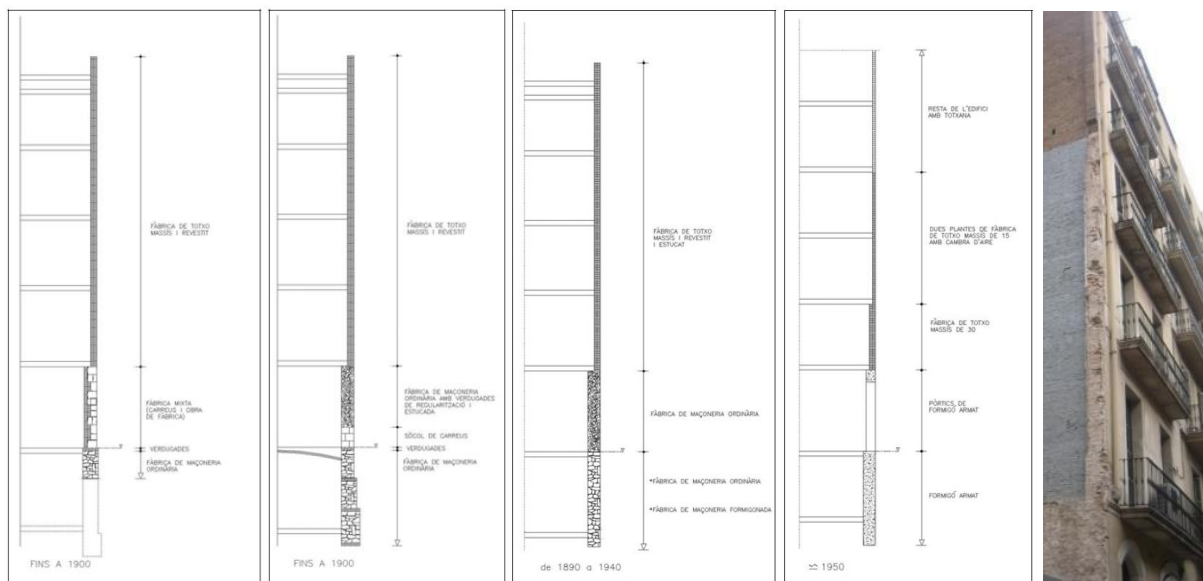 FÀBRICA DE TOTXO
MASSÍS I REVESTIT
FÀBRICA MIXTA
(CARREUS I OBRA
DE FÀBRICA)
VERDUGADES
FÀBRICA DE MAÇONERIA
ORDINÀRIA
FINS A 1900
FÀBRICA DE TOTXO
MASSÍS I REVESTIT
FÀBRICA DE MAÇONERIA
ORDINÀRIA AMB VERDUGADES
DE REGULARITZACIÓ I
ESTUCADA
SÒCOL DE CARREUS
VERDUGADES
FÀBRICA DE MAÇONERIA
ORDINÀRIA
FINS A 1900
FÀBRICA DE TOTXO
MASSÍS I REVESTIT
I ESTUCAT
FÀBRICA DE MAÇONERIA ORDINÀRIA
*FÀBRICA DE MAÇONERIA ORDINÀRIA
*FÀBRICA DE MAÇONERIA FORMIGONADA
de 1890 a 1940
RESTA DE L'EDIFICI
AMB TOTXANA
DUES PLANTES DE FÀBRICA
DE TOTXO MASSÍS DE 15
AMB CAMBRA D'AIRE
FÀBRICA DE TOTXO
MASSÍS DE 30
PÒRTICS DE
FORMIGÓ ARMAT
FORMIGÓ ARMAT
1950